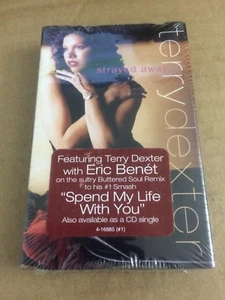 strayed away
terry dexter
Featuring Terry Dexter
with Eric Benét
on the sultry Buttered Soul Remix
to his #1 Smash
"Spend My Life
With You"
Also available as a CD single
4-16985 (#1)